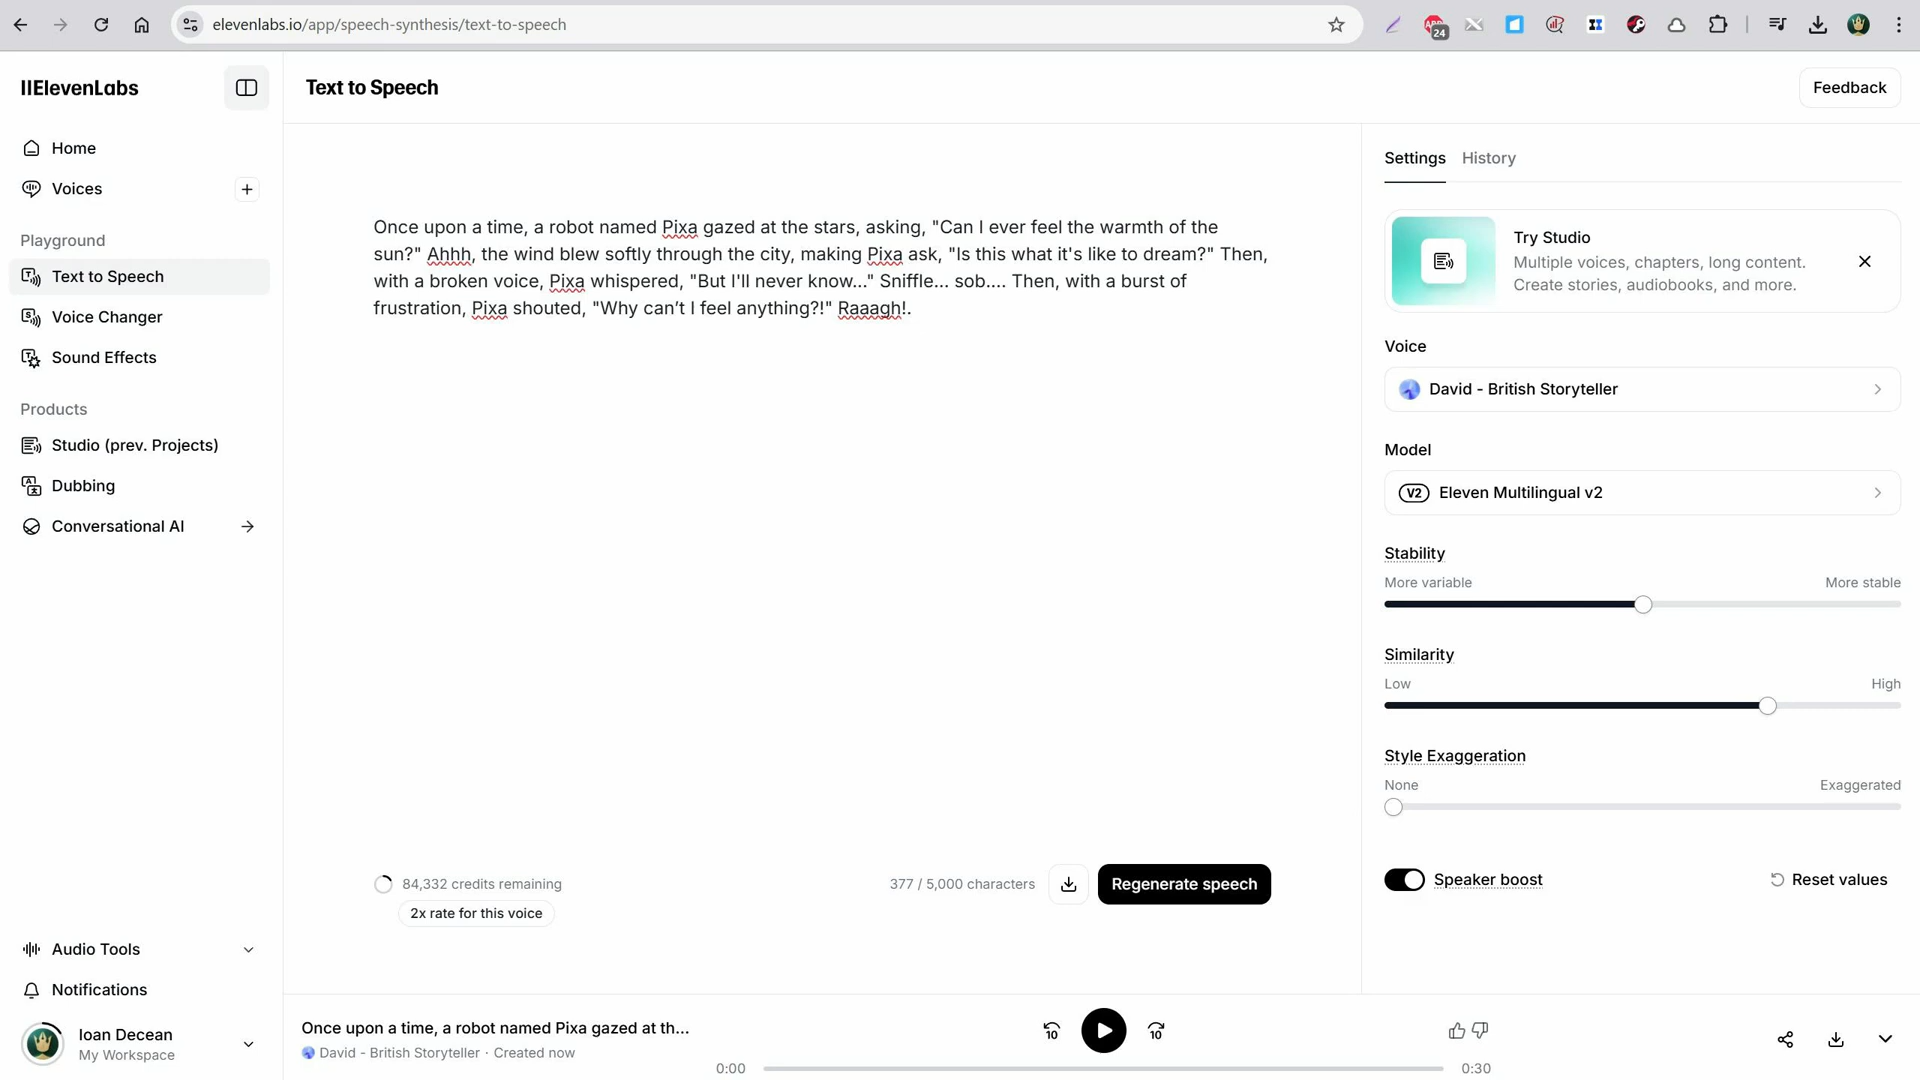 elevenlabs.io/app/speech-synthesis/text-to-speech
24
IIElevenLabs
Text to Speech
Feedback
Home
Voices
Playground
Text to Speech
Voice Changer
Sound Effects
Products
Studio (prev. Projects)
Dubbing
Conversational AI
Audio Tools
Notifications
Ioan Decean
My Workspace
Once upon a time, a robot named Pixa gazed at the stars, asking, "Can I ever feel the warmth of the
sun?" Ahhh, the wind blew softly through the city, making Pixa ask, "Is this what it's like to dream?" Then,
with a broken voice, Pixa whispered, "But I'll never know..." Sniffle... sob.... Then, with a burst of
frustration, Pixa shouted, "Why can’t I feel anything?!" Raaagh!.
84,332 credits remaining
2x rate for this voice
377 / 5,000 characters
Regenerate speech
Settings
History
Try Studio
Multiple voices, chapters, long content.
Create stories, audiobooks, and more.
Voice
David - British Storyteller
Model
V2 Eleven Multilingual v2
Stability
More variable
More stable
Similarity
Low
High
Style Exaggeration
None
Exaggerated
Speaker boost
Reset values
Once upon a time, a robot named Pixa gazed at th...
David - British Storyteller · Created now
10
10
0:00
0:30